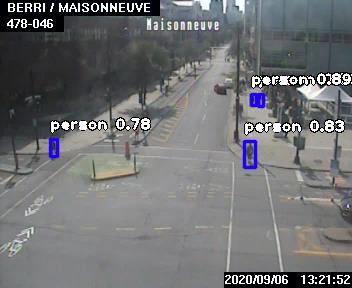 BERRI / MAISONNEUVE
478-046
Maisonneuve
person 0.89
person 0.78
person 0.83
2020/09/06 13:21:52